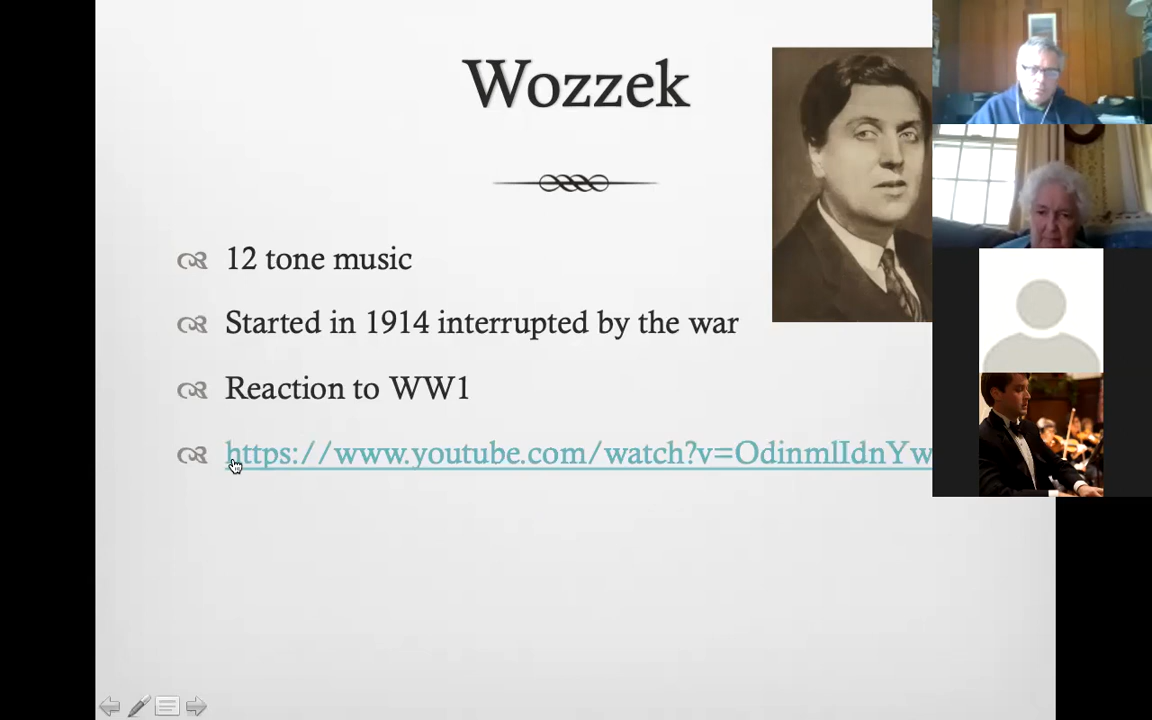 Wozzek
12 tone music
Started in 1914 interrupted by the war
Reaction to WW1
https://www.youtube.com/watch?v=OdinmlIdnYw